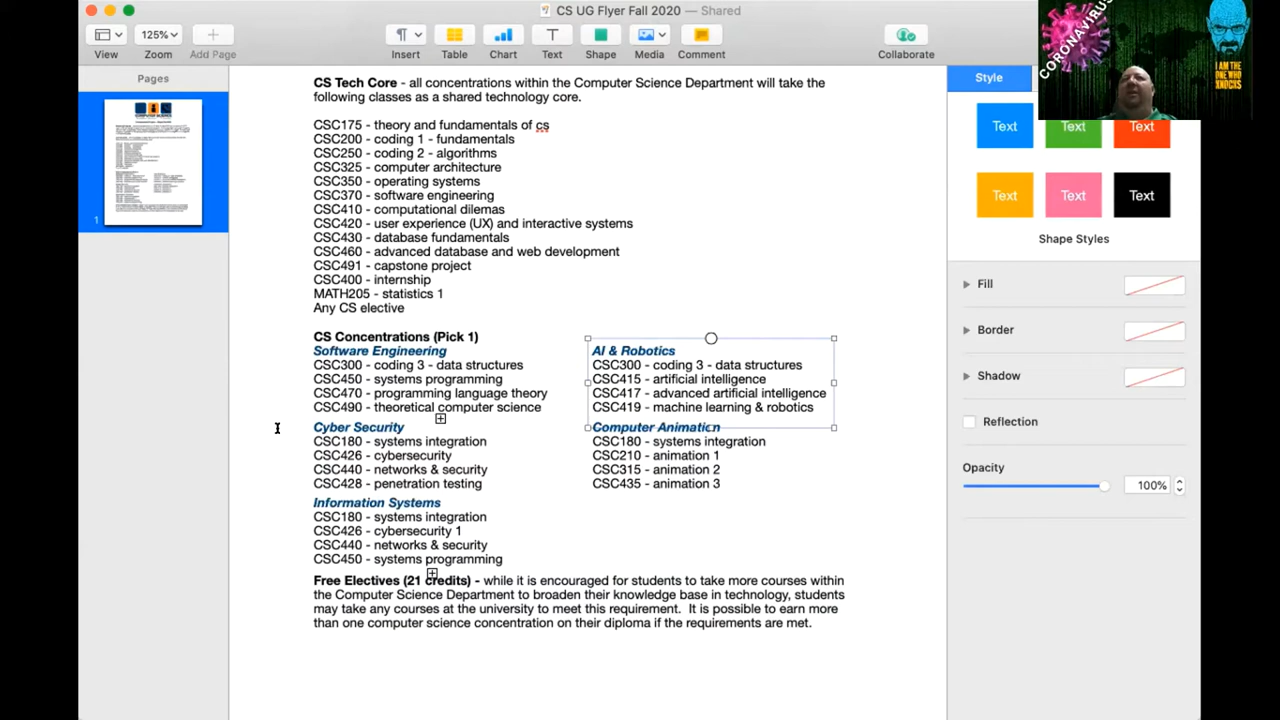 CS UG Flyer Fall 2020 — Shared
125%
View
Zoom
Add Page
Insert
Table
Chart
Text
Shape
Media
Comment
Collaborate
Pages
1
CS Tech Core - all concentrations within the Computer Science Department will take the
following classes as a shared technology core.
CSC175 - theory and fundamentals of cs
CSC200 - coding 1 - fundamentals
CSC250 - coding 2 - algorithms
CSC325 - computer architecture
CSC350 - operating systems
CSC370 - software engineering
CSC410 - computational dilemas
CSC420 - user experience (UX) and interactive systems
CSC430 - database fundamentals
CSC460 - advanced database and web development
CSC491 - capstone project
CSC400 - internship
MATH205 - statistics 1
Any CS elective
CS Concentrations (Pick 1)
Software Engineering
CSC300 - coding 3 - data structures
CSC450 - systems programming
CSC470 - programming language theory
CSC490 - theoretical computer science
Cyber Security
CSC180 - systems integration
CSC426 - cybersecurity
CSC440 - networks & security
CSC428 - penetration testing
Information Systems
CSC180 - systems integration
CSC426 - cybersecurity 1
CSC440 - networks & security
CSC450 - systems programming
AI & Robotics
CSC300 - coding 3 - data structures
CSC415 - artificial intelligence
CSC417 - advanced artificial intelligence
CSC419 - machine learning & robotics
Computer Animation
CSC180 - systems integration
CSC210 - animation 1
CSC315 - animation 2
CSC435 - animation 3
Free Electives (21 credits) - while it is encouraged for students to take more courses within
the Computer Science Department to broaden their knowledge base in technology, students
may take any courses at the university to meet this requirement. It is possible to earn more
than one computer science concentration on their diploma if the requirements are met.
Style
Text
Text
Text
Text
Text
Text
Shape Styles
Fill
Border
Shadow
Reflection
Opacity
100%
CORONAVIRUS
I AM THE
ONE WHO
KNOCKS